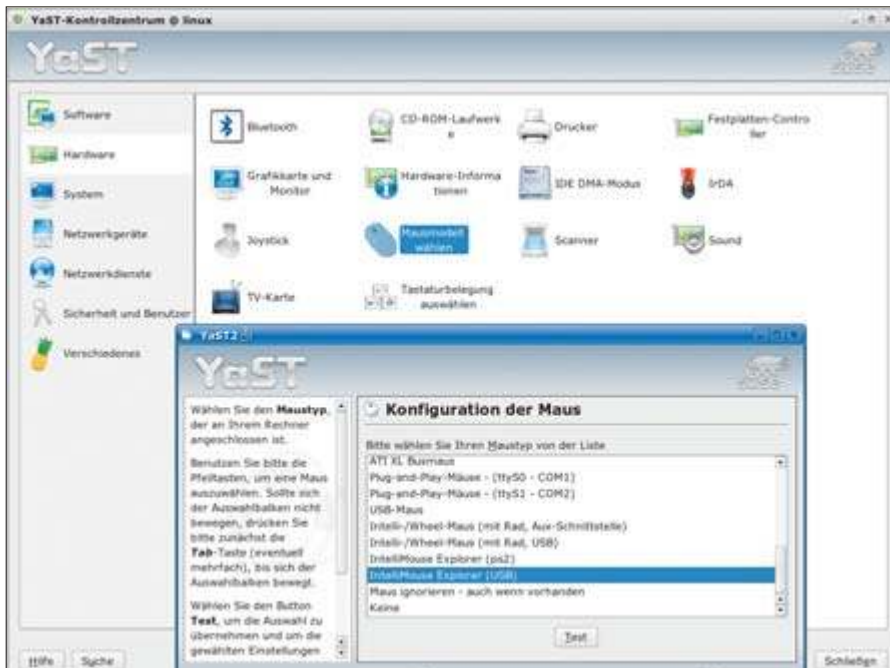 YaST-Kontrollzentrum @ linux
YaST
Software
Hardware
System
Netzwerkgeräte
Netzwerkdienste
Sicherheit und Benutzer
Verschiedenes
Bluetooth
CD-ROM-Laufwerk
e
Drucker
Festplatten-Contro
ller
Grafikkarte und
Monitor
Hardware-Informa
tionen
IDE DMA-Modus
IrDA
Joystick
Mausmodell
wählen
Scanner
Sound
TV-Karte
Tastaturbelegung
auswählen
YaST2
YaST
Wählen Sie den Maustyp,
der an Ihrem Rechner
angeschlossen ist.
Benutzen Sie bitte die
Pfeiltasten, um eine Maus
auszuwählen. Sollte sich
der Auswahlbalken nicht
bewegen, drücken Sie
bitte zunächst die
Tab-Taste (eventuell
mehrfach), bis sich der
Auswahlbalken bewegt.
Wählen Sie den Button
Test, um die Auswahl zu
übernehmen und um die
gewählten Einstellungen
Konfiguration der Maus
Bitte wählen Sie Ihren Maustyp von der Liste
ATI XL Busmaus
Plug-and-Play-Mäuse - (ttyS0 - COM1)
Plug-and-Play-Mäuse - (ttyS1 - COM2)
USB-Maus
Intelli-/Wheel-Maus (mit Rad, Aux-Schnittstelle)
Intelli-/Wheel-Maus (mit Rad, USB)
IntelliMouse Explorer (ps2)
IntelliMouse Explorer (USB)
Maus ignorieren - auch wenn vorhanden
Keine
Test
Hilfe
Suche
Schließen